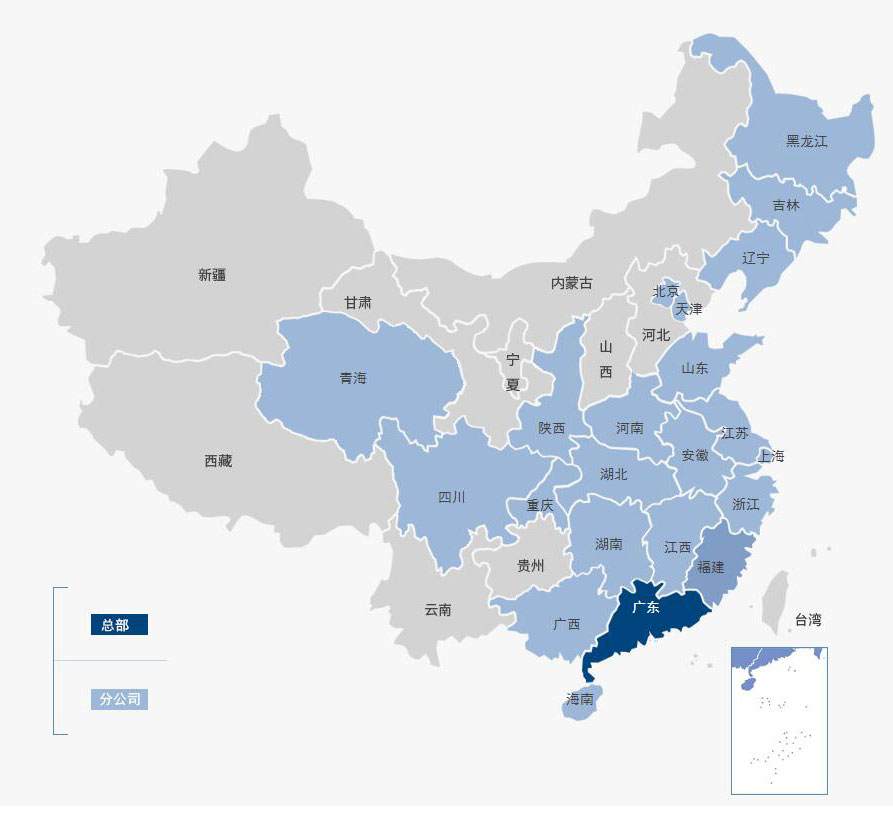 黑龙江
吉林
辽宁
新疆
内蒙古
北京
甘肃
天津
河北
山
西
宁
夏
山东
青海
陕西
河南
江苏
安徽
上海
西藏
湖北
四川
重庆
浙江
湖南
江西
贵州
福建
云南
广东
台湾
总部
广西
分公司
海南